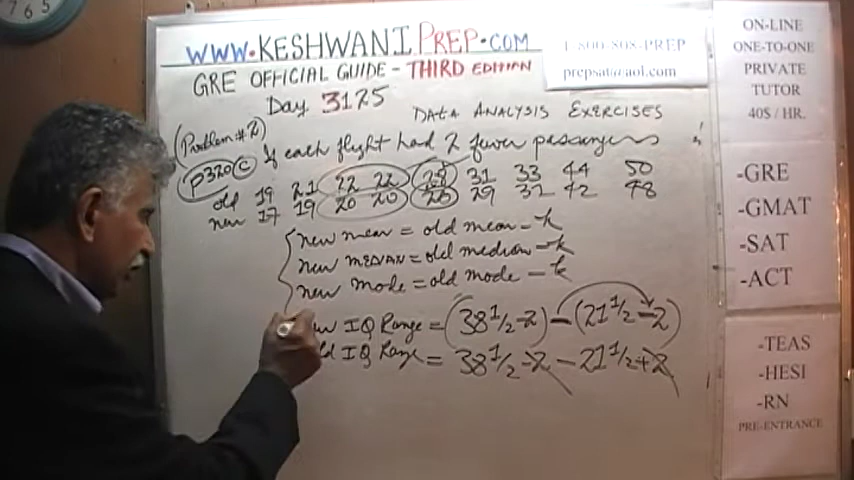 WWW.KESHWANIPREP.COM
1-800-808-PREP
prepsat@aol.com
GRE OFFICIAL GUIDE - THIRD EDITION
Day 3125
DATA ANALYSIS EXERCISES
(Problem # 2)
P320 C
If each flight had 2 fewer passengers
old 19 21 22 22 28 31 33 44 50
new 17 19 20 20 26 29 31 42 48
new mean = old mean - k
new MEDIAN = old median - k
new mode = old mode - k
IQ Range = (38 1/2 - 2) - (21 1/2 - 2)
IQ Range = 38 1/2 - 2 - 21 1/2 + 2
ON-LINE
ONE-TO-ONE
PRIVATE
TUTOR
40$ / HR.
-GRE
-GMAT
-SAT
-ACT
-TEAS
-HESI
-RN
PRE-ENTRANCE
7 6 5